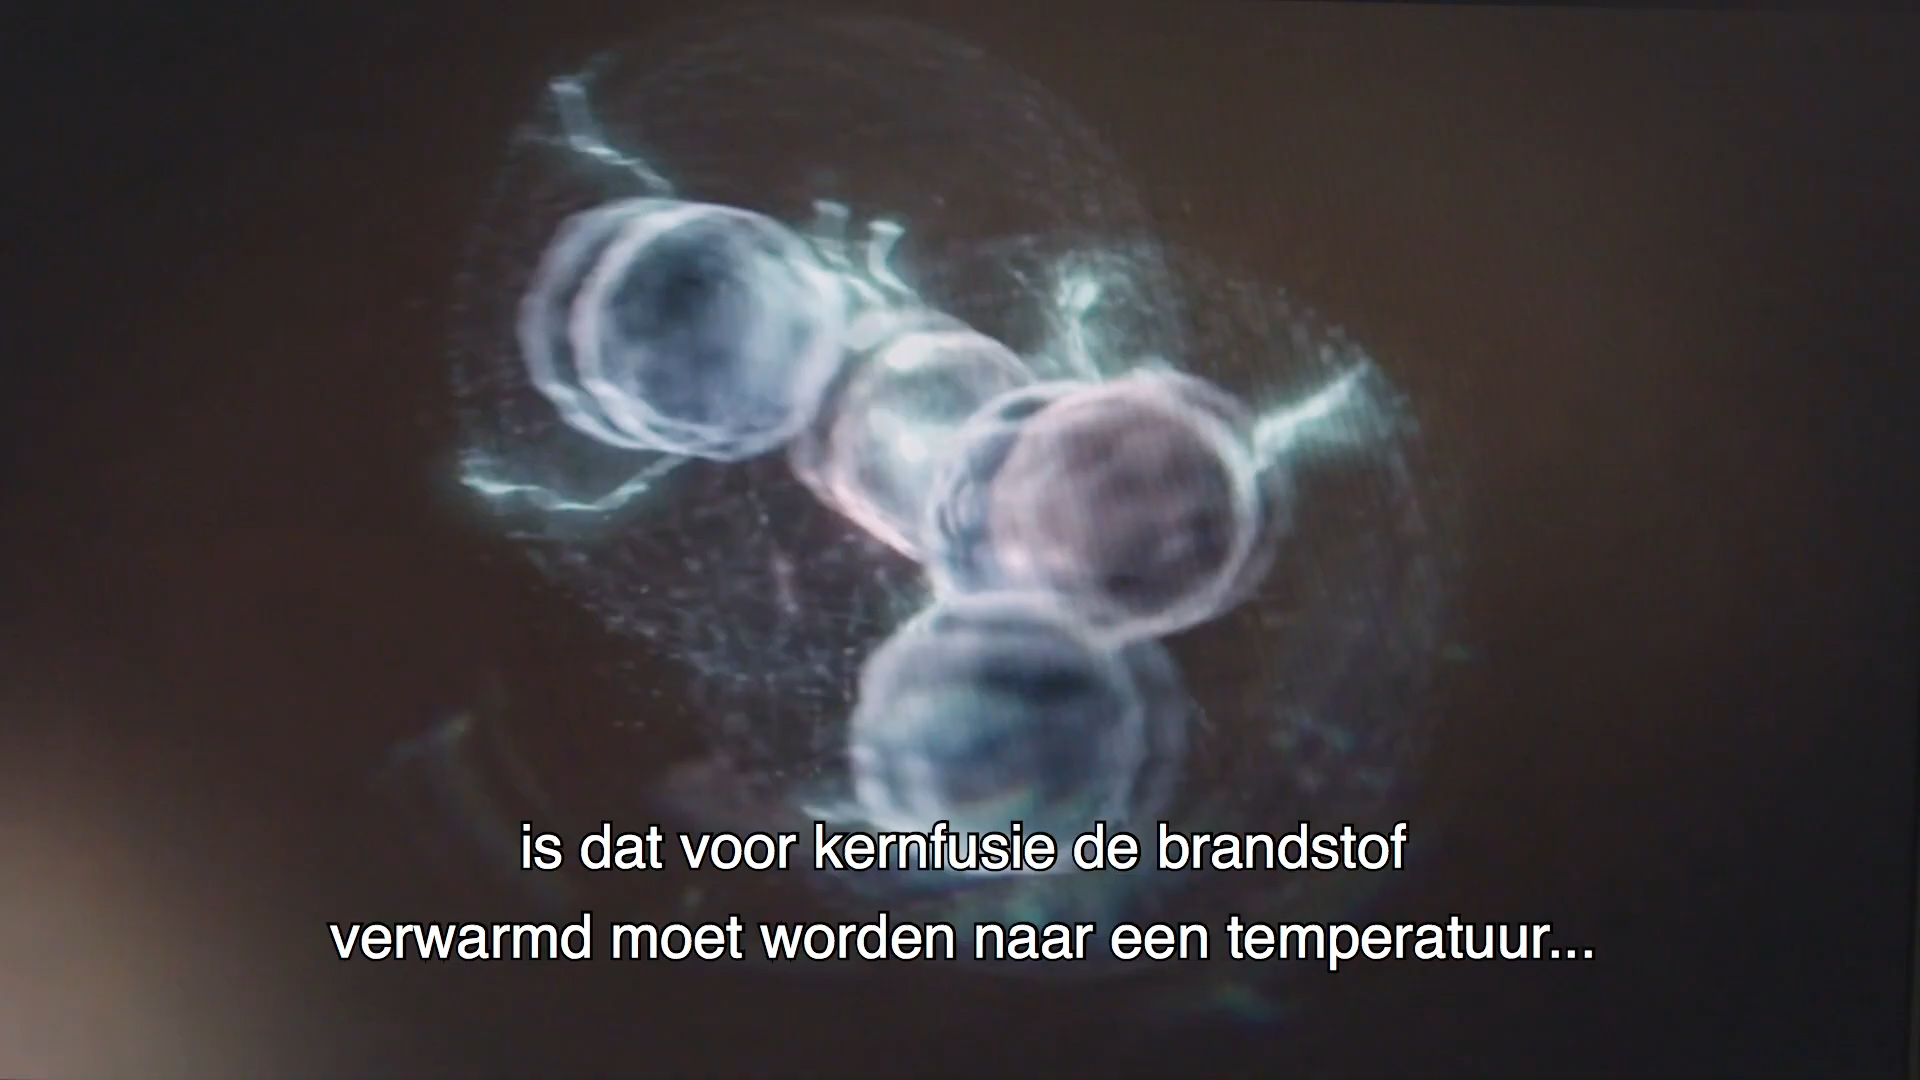 is dat voor kernfusie de brandstof
verwarmd moet worden naar een temperatuur...